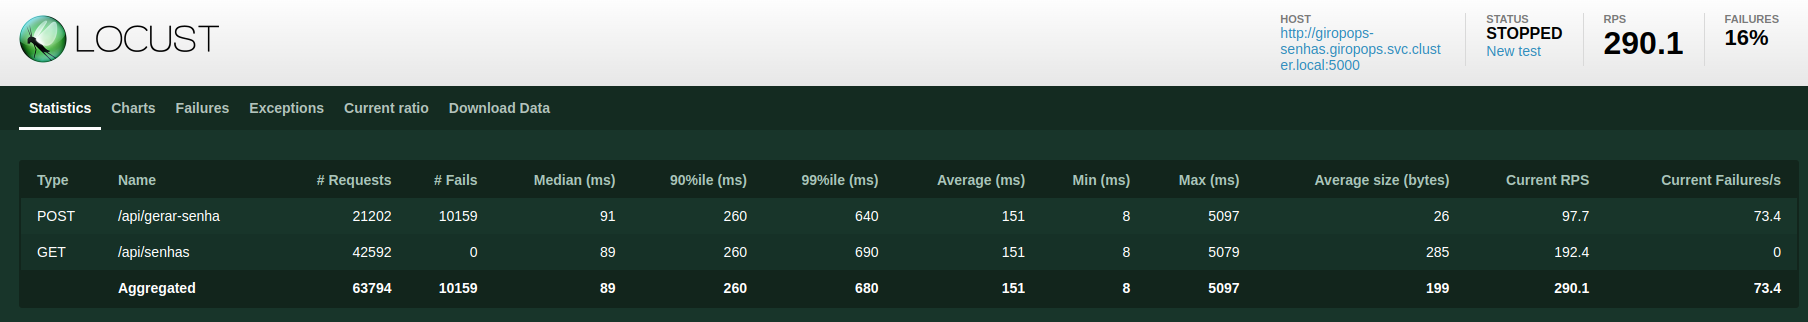 LOCUST
HOST
http://giropops-
senhas.giropops.svc.clust
er.local:5000
STATUS
STOPPED
New test
RPS
290.1
FAILURES
16%
Statistics Charts Failures Exceptions Current ratio Download Data
Type Name # Requests # Fails Median (ms) 90%ile (ms) 99%ile (ms) Average (ms) Min (ms) Max (ms) Average size (bytes) Current RPS Current Failures/s
POST /api/gerar-senha 21202 10159 91 260 640 151 8 5097 26 97.7 73.4
GET /api/senhas 42592 0 89 260 690 151 8 5079 285 192.4 0
Aggregated 63794 10159 89 260 680 151 8 5097 199 290.1 73.4